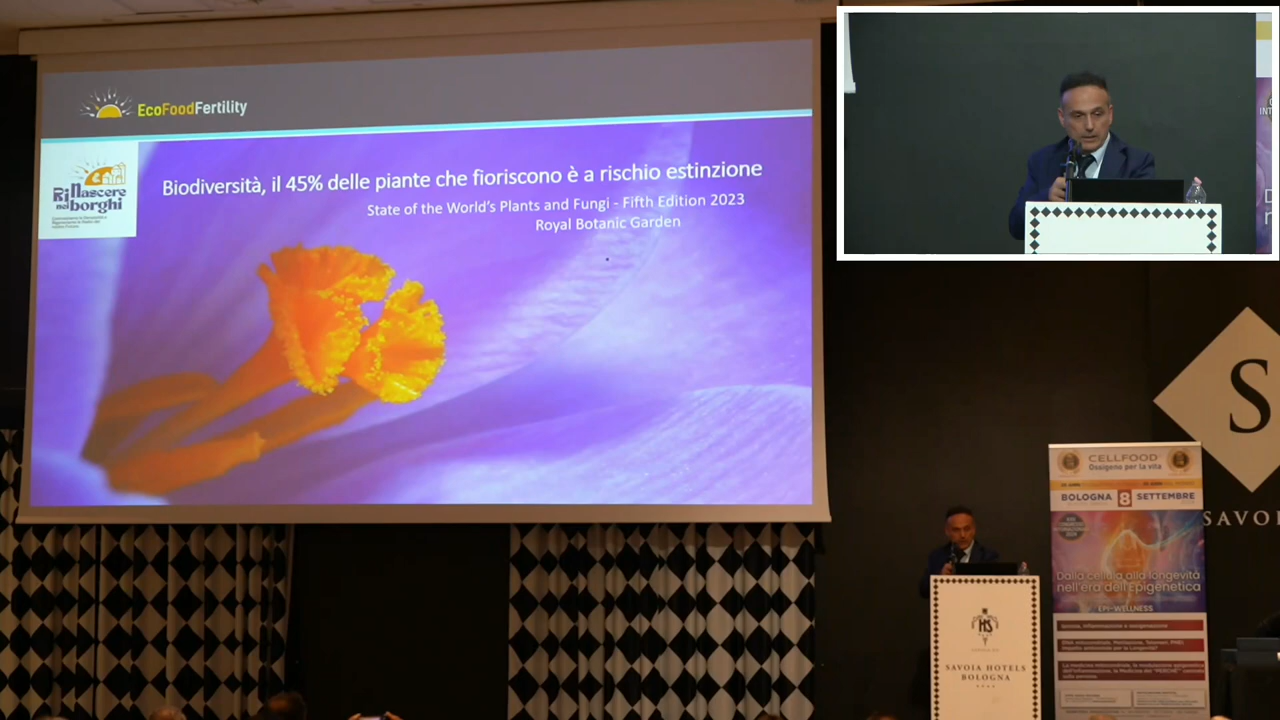 EcoFoodFertility
RiNascere
nei borghi
Biodiversità, il 45% delle piante che fioriscono è a rischio estinzione
State of the World's Plants and Fungi - Fifth Edition 2023
Royal Botanic Garden
S
SAVOI
HS
SAVOIA HOTELS
BOLOGNA
CELLFOOD
Ossigeno per la vita
BOLOGNA 8 SETTEMBRE
Dalla cellula alla longevità
nell'era dell'Epigenetica
EPI-WELLNESS